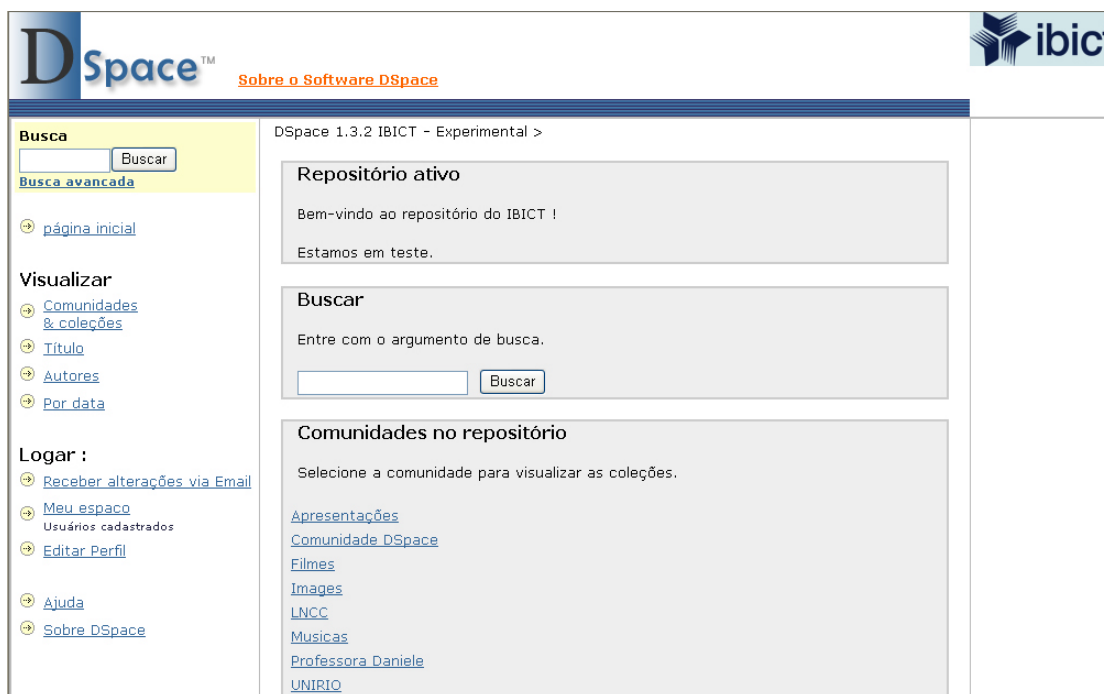 DSpace™
Sobre o Software DSpace
ibict
Busca
Buscar
Busca avancada
página inicial
Visualizar
Comunidades
& coleções
Título
Autores
Por data
Logar :
Receber alterações via Email
Meu espaco
Usuários cadastrados
Editar Perfil
Ajuda
Sobre DSpace
DSpace 1.3.2 IBICT - Experimental >
Repositório ativo
Bem-vindo ao repositório do IBICT !
Estamos em teste.
Buscar
Entre com o argumento de busca.
Buscar
Comunidades no repositório
Selecione a comunidade para visualizar as coleções.
Apresentações
Comunidade DSpace
Filmes
Images
LNCC
Musicas
Professora Daniele
UNIRIO